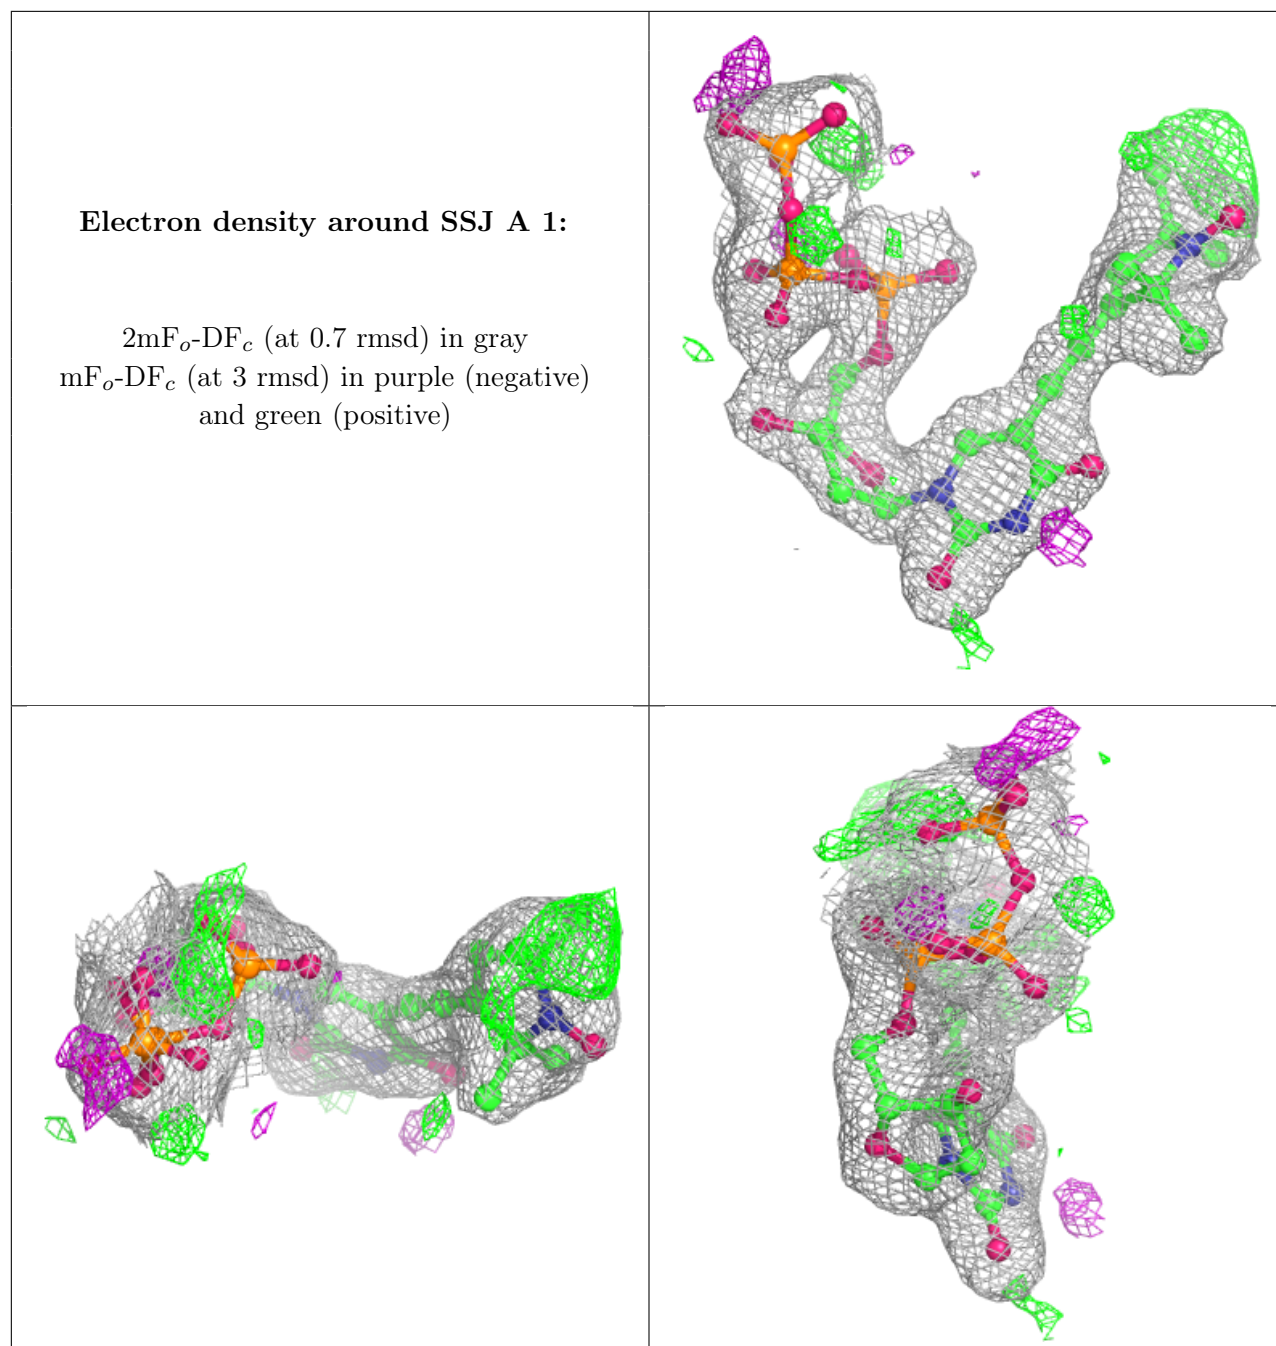 Electron density around SSJ A 1:
2mFo-DFc (at 0.7 rmsd) in gray
mFo-DFc (at 3 rmsd) in purple (negative)
and green (positive)